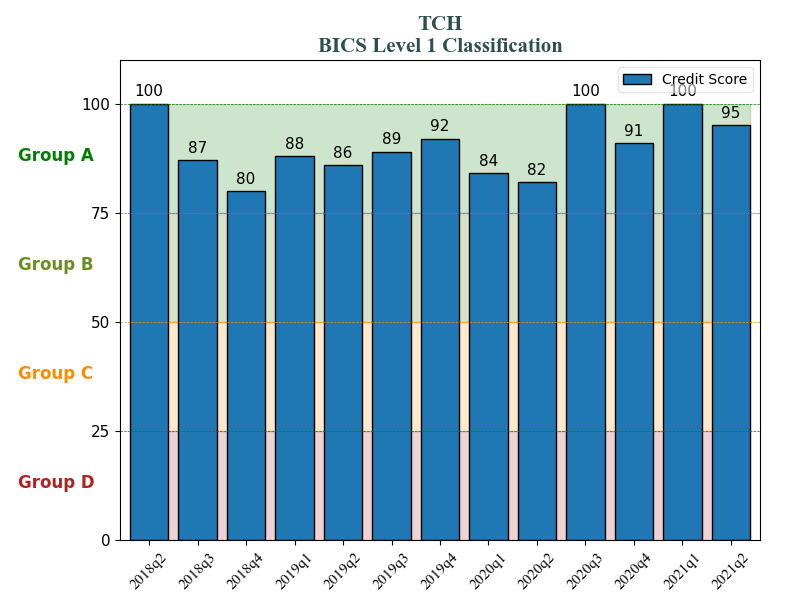 TCH
BICS Level 1 Classification
Credit Score
100
87
80
88
86
89
92
84
82
100
91
100
95
100
75
50
25
0
Group A
Group B
Group C
Group D
2018q2
2018q3
2018q4
2019q1
2019q2
2019q3
2019q4
2020q1
2020q2
2020q3
2020q4
2021q1
2021q2